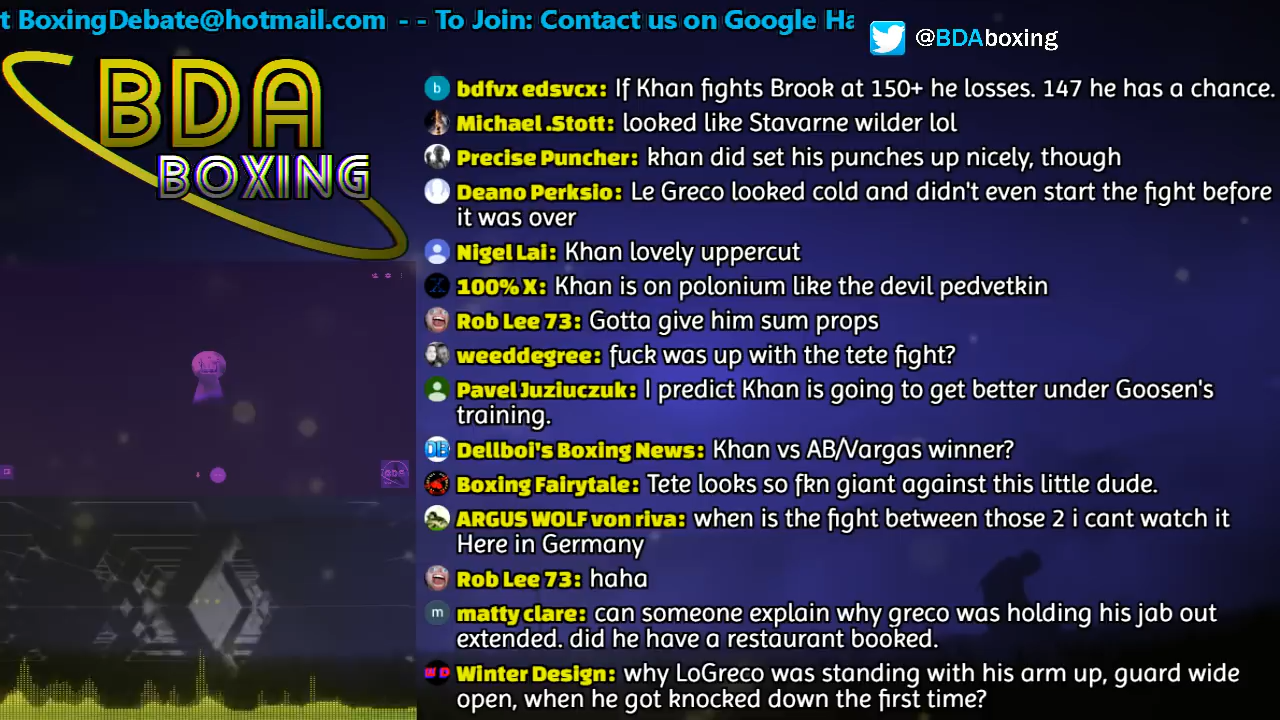 t BoxingDebate@hotmail.com - - To Join: Contact us on Google Ha
@BDAboxing
BDA
BOXING
b
bdfvx edsvcx: If Khan fights Brook at 150+ he losses. 147 he has a chance.
Michael .Stott: looked like Stavarne wilder lol
Precise Puncher: khan did set his punches up nicely, though
Deano Perksio: Le Greco looked cold and didn't even start the fight before
it was over
Nigel Lai: Khan lovely uppercut
100% X: Khan is on polonium like the devil pedvetkin
Rob Lee 73: Gotta give him sum props
weeddegree: fuck was up with the tete fight?
Pavel Juziuczuk: I predict Khan is going to get better under Goosen's
training.
Dellboi's Boxing News: Khan vs AB/Vargas winner?
Boxing Fairytale: Tete looks so fkn giant against this little dude.
ARGUS WOLF von riva: when is the fight between those 2 i cant watch it
Here in Germany
Rob Lee 73: haha
m
matty clare: can someone explain why greco was holding his jab out
extended. did he have a restaurant booked.
Winter Design: why LoGreco was standing with his arm up, guard wide
open, when he got knocked down the first time?